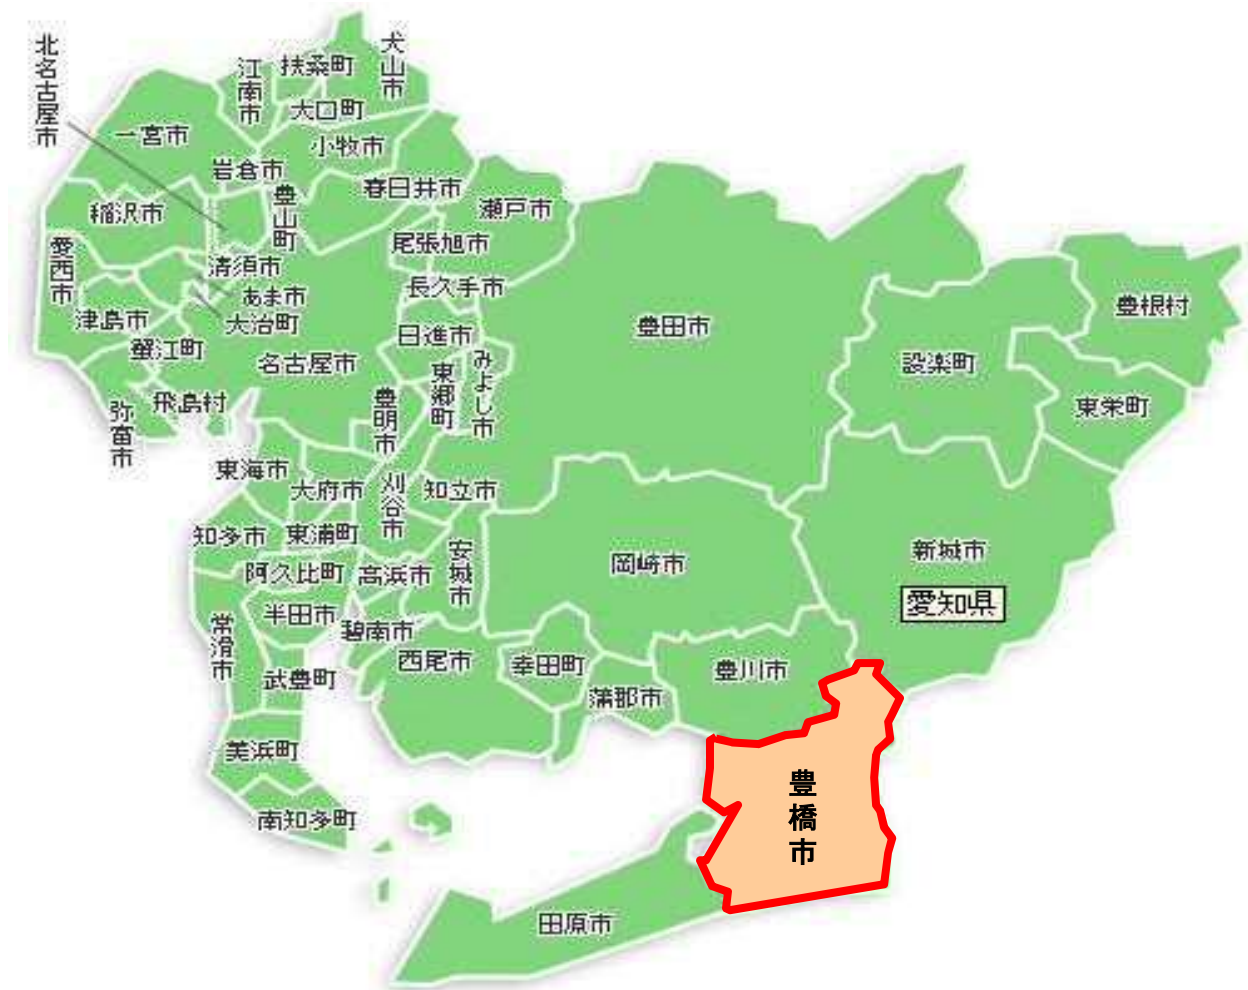 北名古屋市
犬山市
扶桑町
江南市
大口町
一宮市
小牧市
岩倉市
春日井市
豊山町
瀬戸市
稲沢市
尾張旭市
愛西市
清須市
長久手市
あま市
津島市
大治町
豊田市
豊根村
日進市
蟹江町
名古屋市
みよし市
東郷町
設楽町
豊明市
飛島村
弥富市
東栄町
東海市
大府市
刈谷市
知立市
知多市
東浦町
安城市
新城市
岡崎市
阿久比町
高浜市
愛知県
半田市
常滑市
碧南市
西尾市
幸田町
豊川市
武豊町
蒲郡市
美浜町
豊橋市
南知多町
田原市